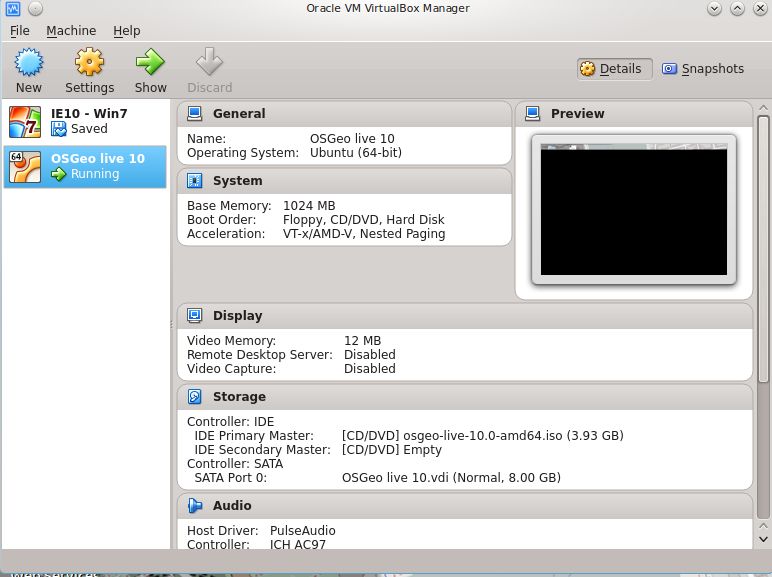 Oracle VM VirtualBox Manager
File Machine Help
New Settings Show Discard
Details Snapshots
IE10 - Win7
Saved
64
OSGeo live 10
Running
General
Name: OSGeo live 10
Operating System: Ubuntu (64-bit)
Preview
System
Base Memory: 1024 MB
Boot Order: Floppy, CD/DVD, Hard Disk
Acceleration: VT-x/AMD-V, Nested Paging
Display
Video Memory: 12 MB
Remote Desktop Server: Disabled
Video Capture: Disabled
Storage
Controller: IDE
IDE Primary Master: [CD/DVD] osgeo-live-10.0-amd64.iso (3.93 GB)
IDE Secondary Master: [CD/DVD] Empty
Controller: SATA
SATA Port 0: OSGeo live 10.vdi (Normal, 8.00 GB)
Audio
Host Driver: PulseAudio
Controller: ICH AC97